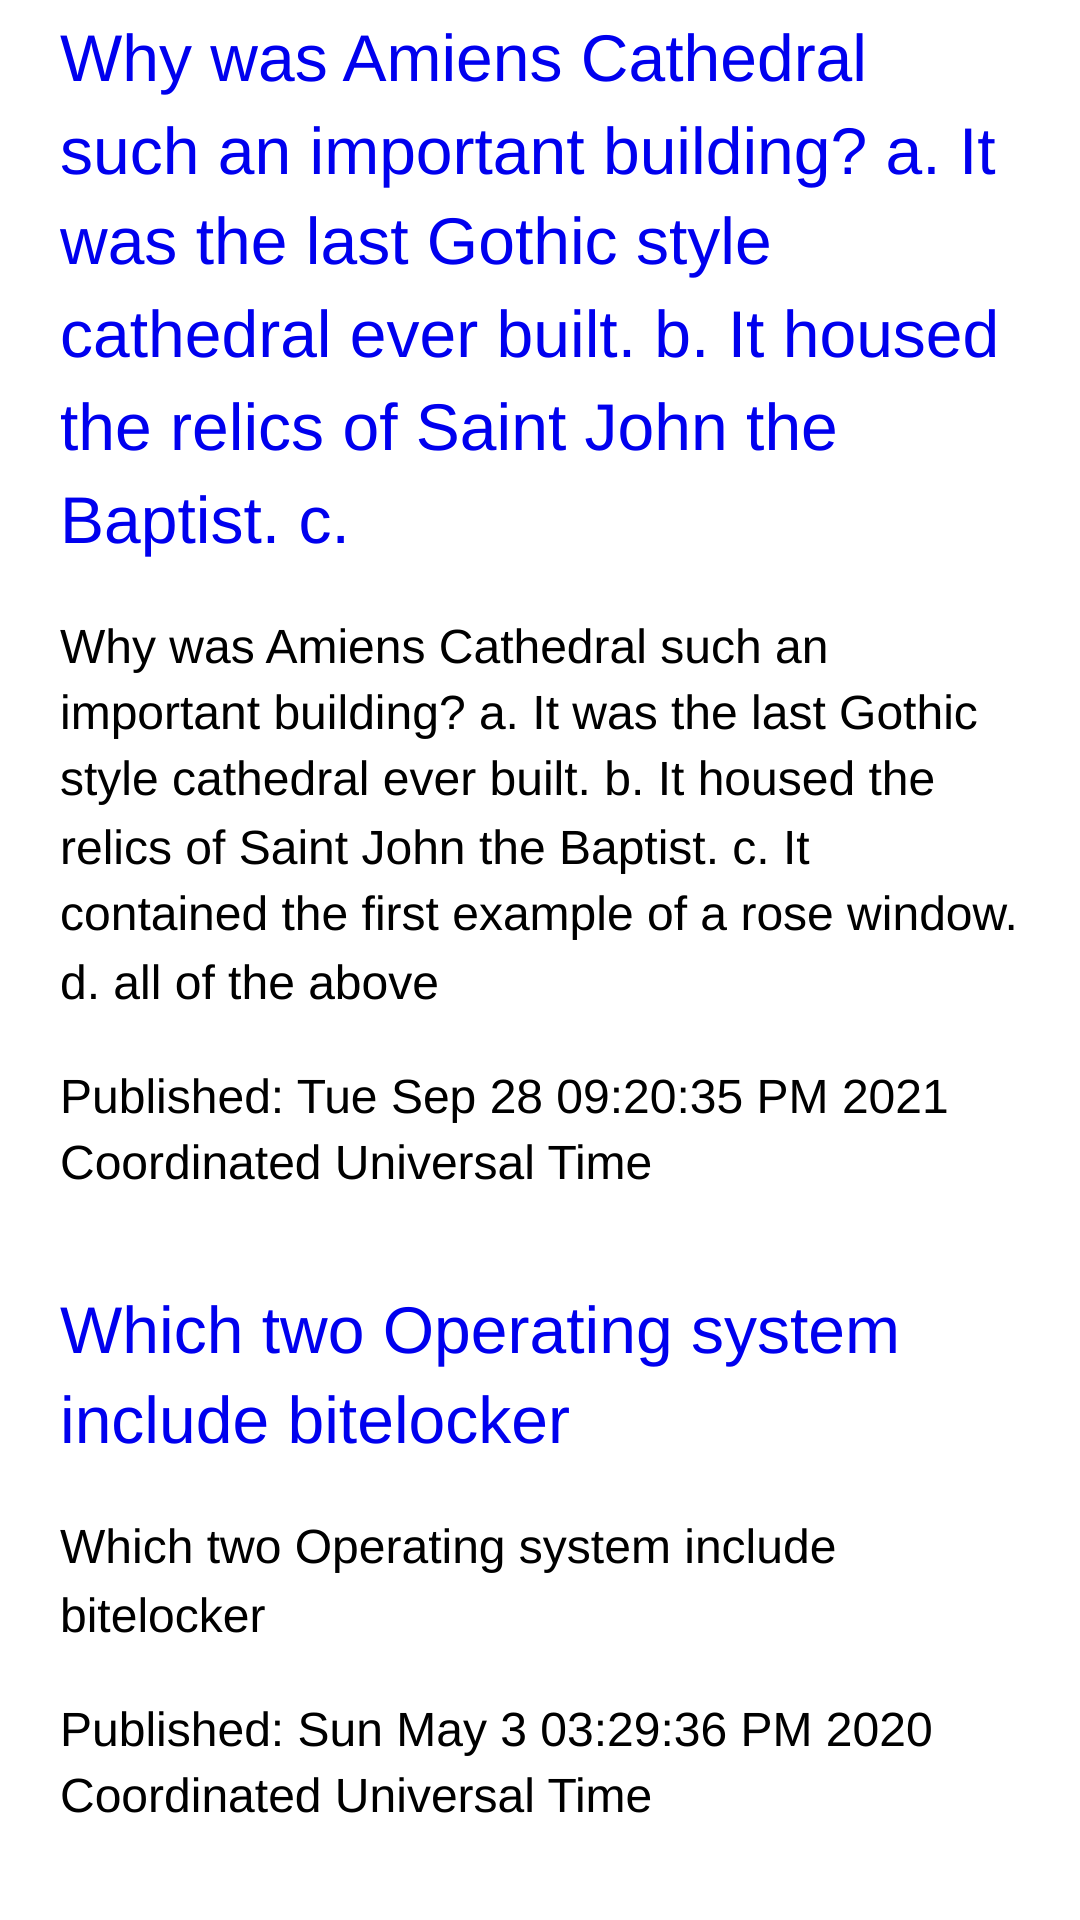 Why was Amiens Cathedral
such an important building? a. It
was the last Gothic style
cathedral ever built. b. It housed
the relics of Saint John the
Baptist. c.
Why was Amiens Cathedral such an
important building? a. It was the last Gothic
style cathedral ever built. b. It housed the
relics of Saint John the Baptist. c. It
contained the first example of a rose window.
d. all of the above
Published: Tue Sep 28 09:20:35 PM 2021
Coordinated Universal Time
Which two Operating system
include bitelocker
Which two Operating system include
bitelocker
Published: Sun May 3 03:29:36 PM 2020
Coordinated Universal Time